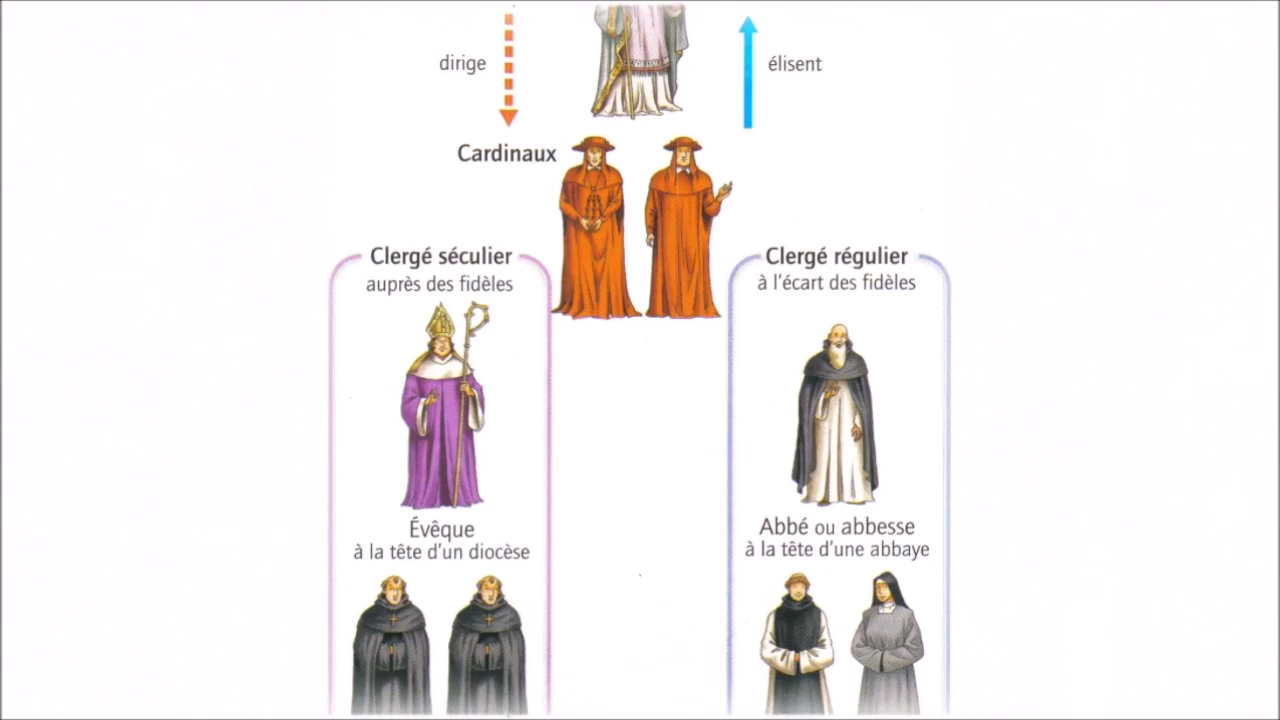 dirige
élisent
Cardinaux
Clergé séculier
auprès des fidèles
Clergé régulier
à l'écart des fidèles
Évêque
à la tête d'un diocèse
Abbé ou abbesse
à la tête d'une abbaye